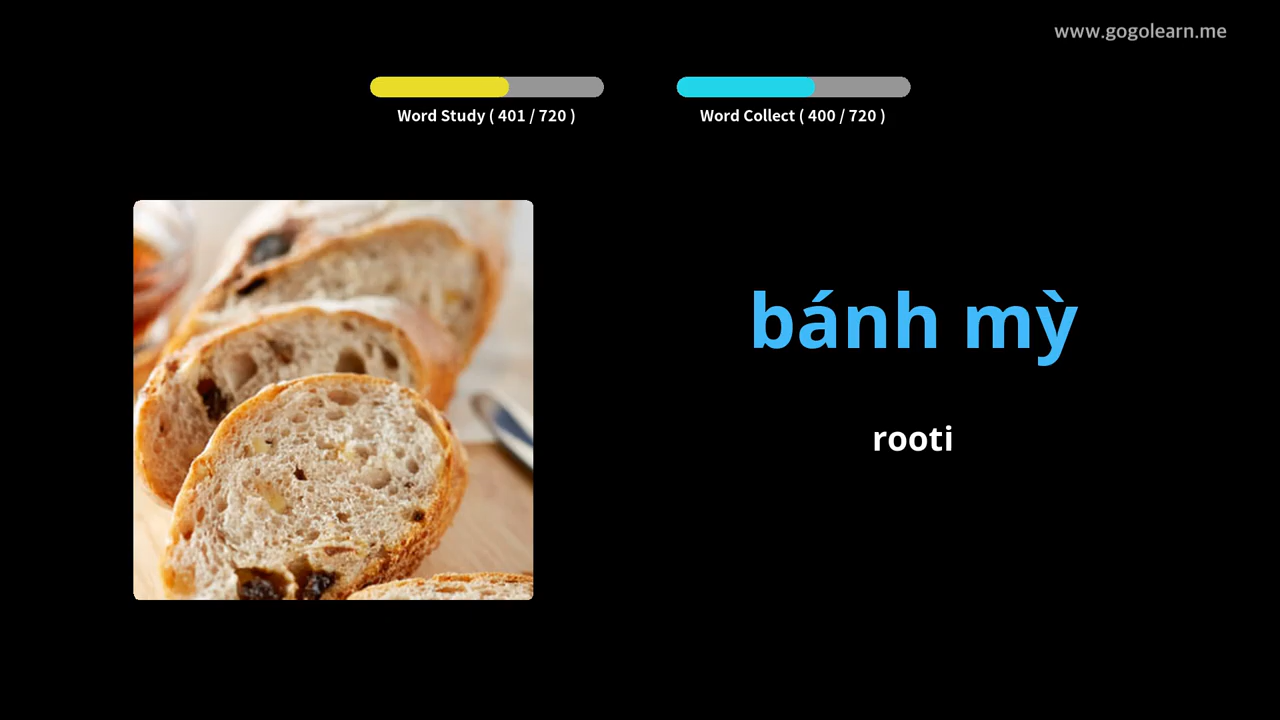 www.gogolearn.me
Word Study ( 401 / 720 )
Word Collect ( 400 / 720 )
bánh mỳ
rooti